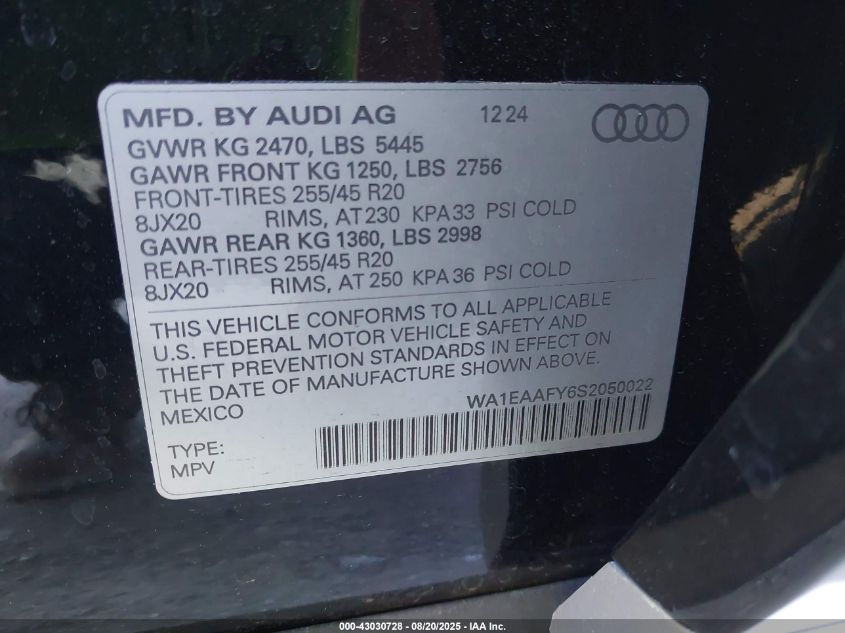 MFD. BY AUDI AG 12 24
GVWR KG 2470, LBS 5445
GAWR FRONT KG 1250, LBS 2756
FRONT-TIRES 255/45 R20
8JX20 RIMS, AT 230 KPA 33 PSI COLD
GAWR REAR KG 1360, LBS 2998
REAR-TIRES 255/45 R20
8JX20 RIMS, AT 250 KPA 36 PSI COLD
THIS VEHICLE CONFORMS TO ALL APPLICABLE
U.S. FEDERAL MOTOR VEHICLE SAFETY AND
THEFT PREVENTION STANDARDS IN EFFECT ON
THE DATE OF MANUFACTURE SHOWN ABOVE.
MEXICO WA1EAAFY6S2050022
TYPE:
MPV
000-43030728 - 08/20/2025 - IAA Inc.